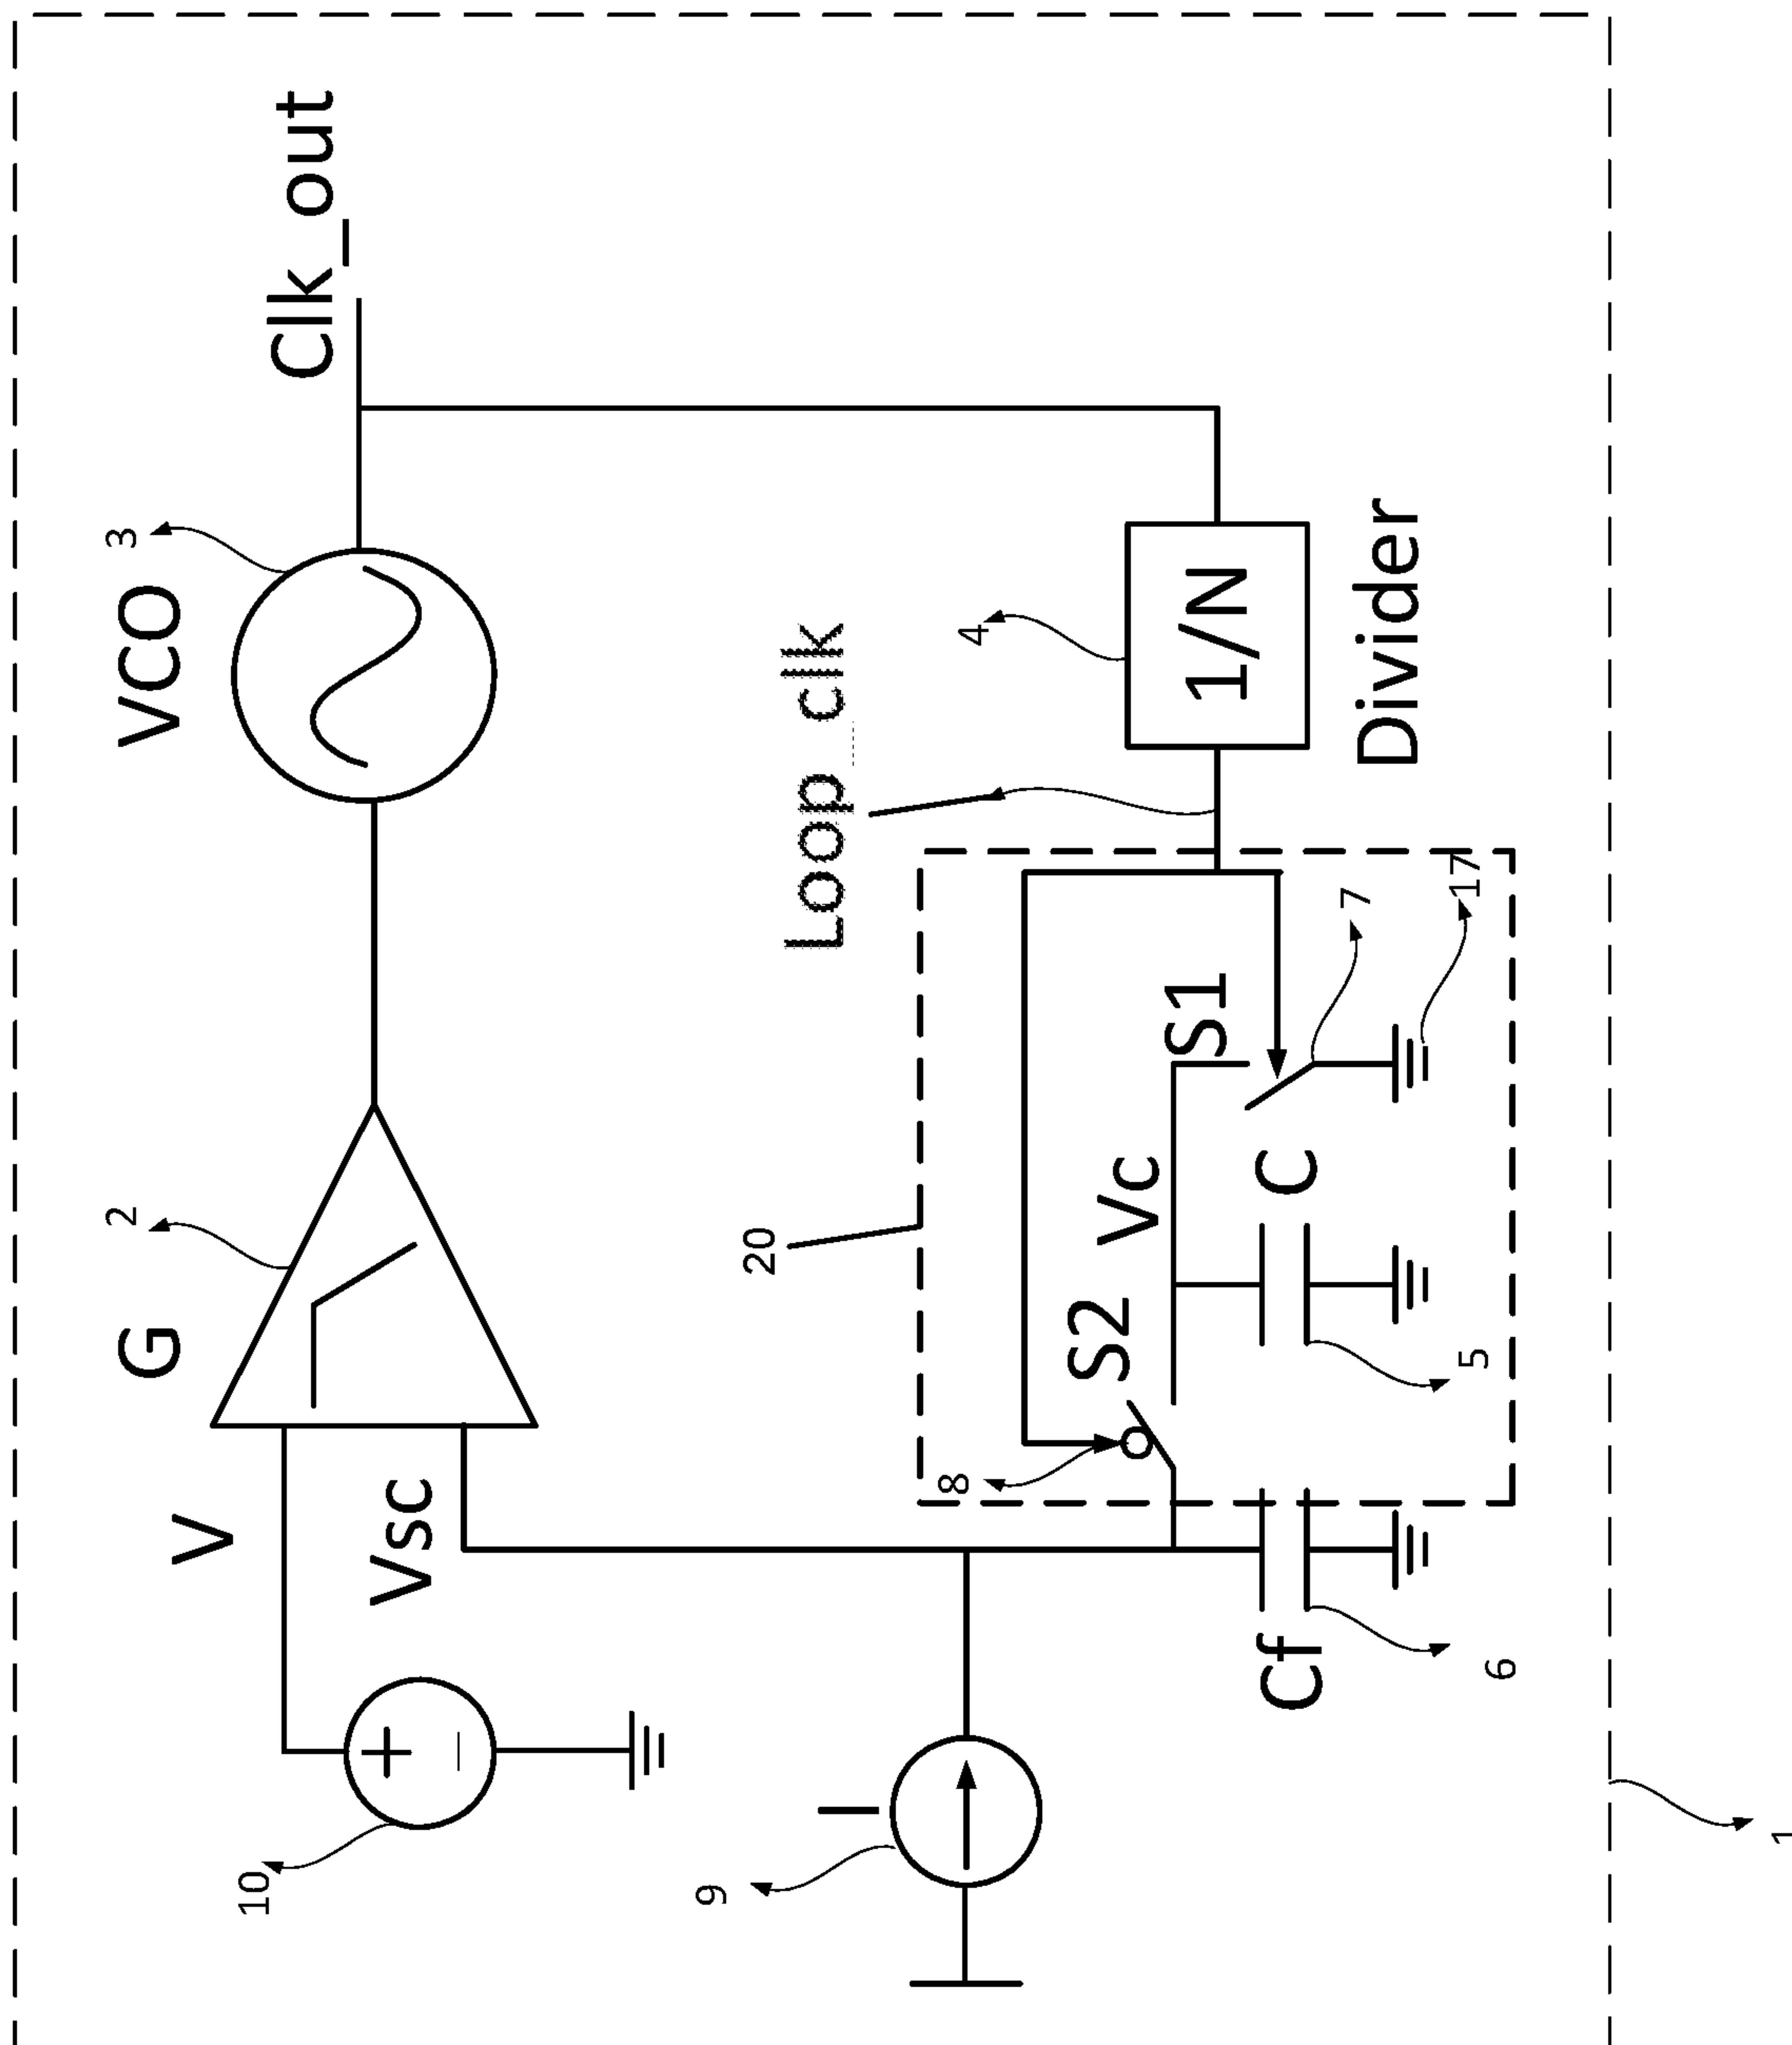 10
V
G
2
VCO
3
Clk_out
Vsc
9
I
20
Loop_clk
4
1/N
Divider
8
S2
Vc
S1
7
17
C
5
Cf
6
1
+
−